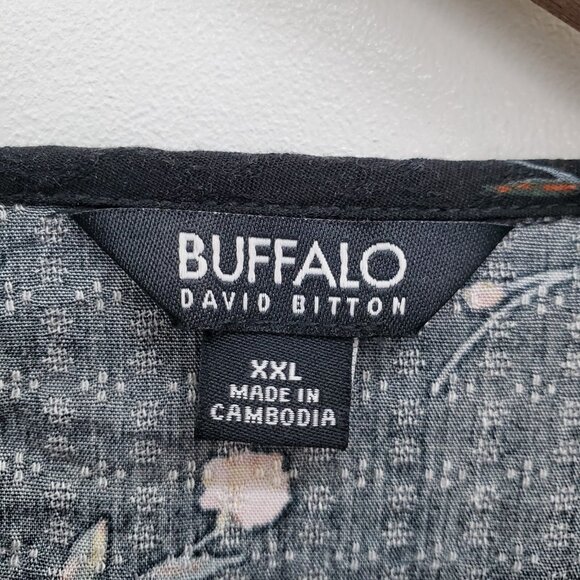 BUFFALO
DAVID BITTON
XXL
MADE IN
CAMBODIA